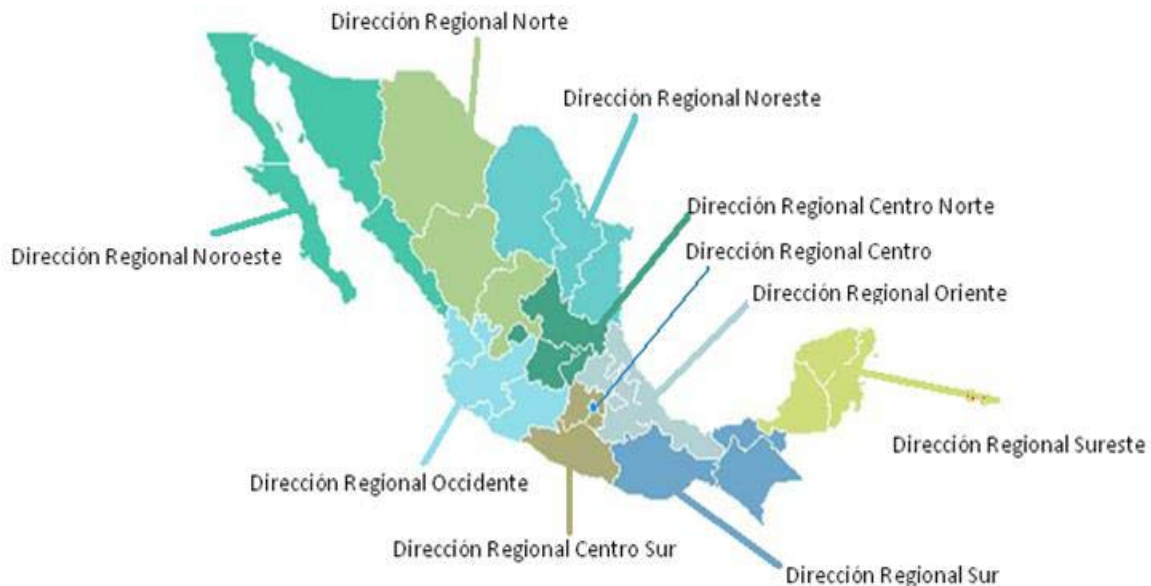 Dirección Regional Norte
Dirección Regional Noreste
Dirección Regional Centro Norte
Dirección Regional Centro
Dirección Regional Noroeste
Dirección Regional Oriente
Dirección Regional Sureste
Dirección Regional Occidente
Dirección Regional Centro Sur
Dirección Regional Sur